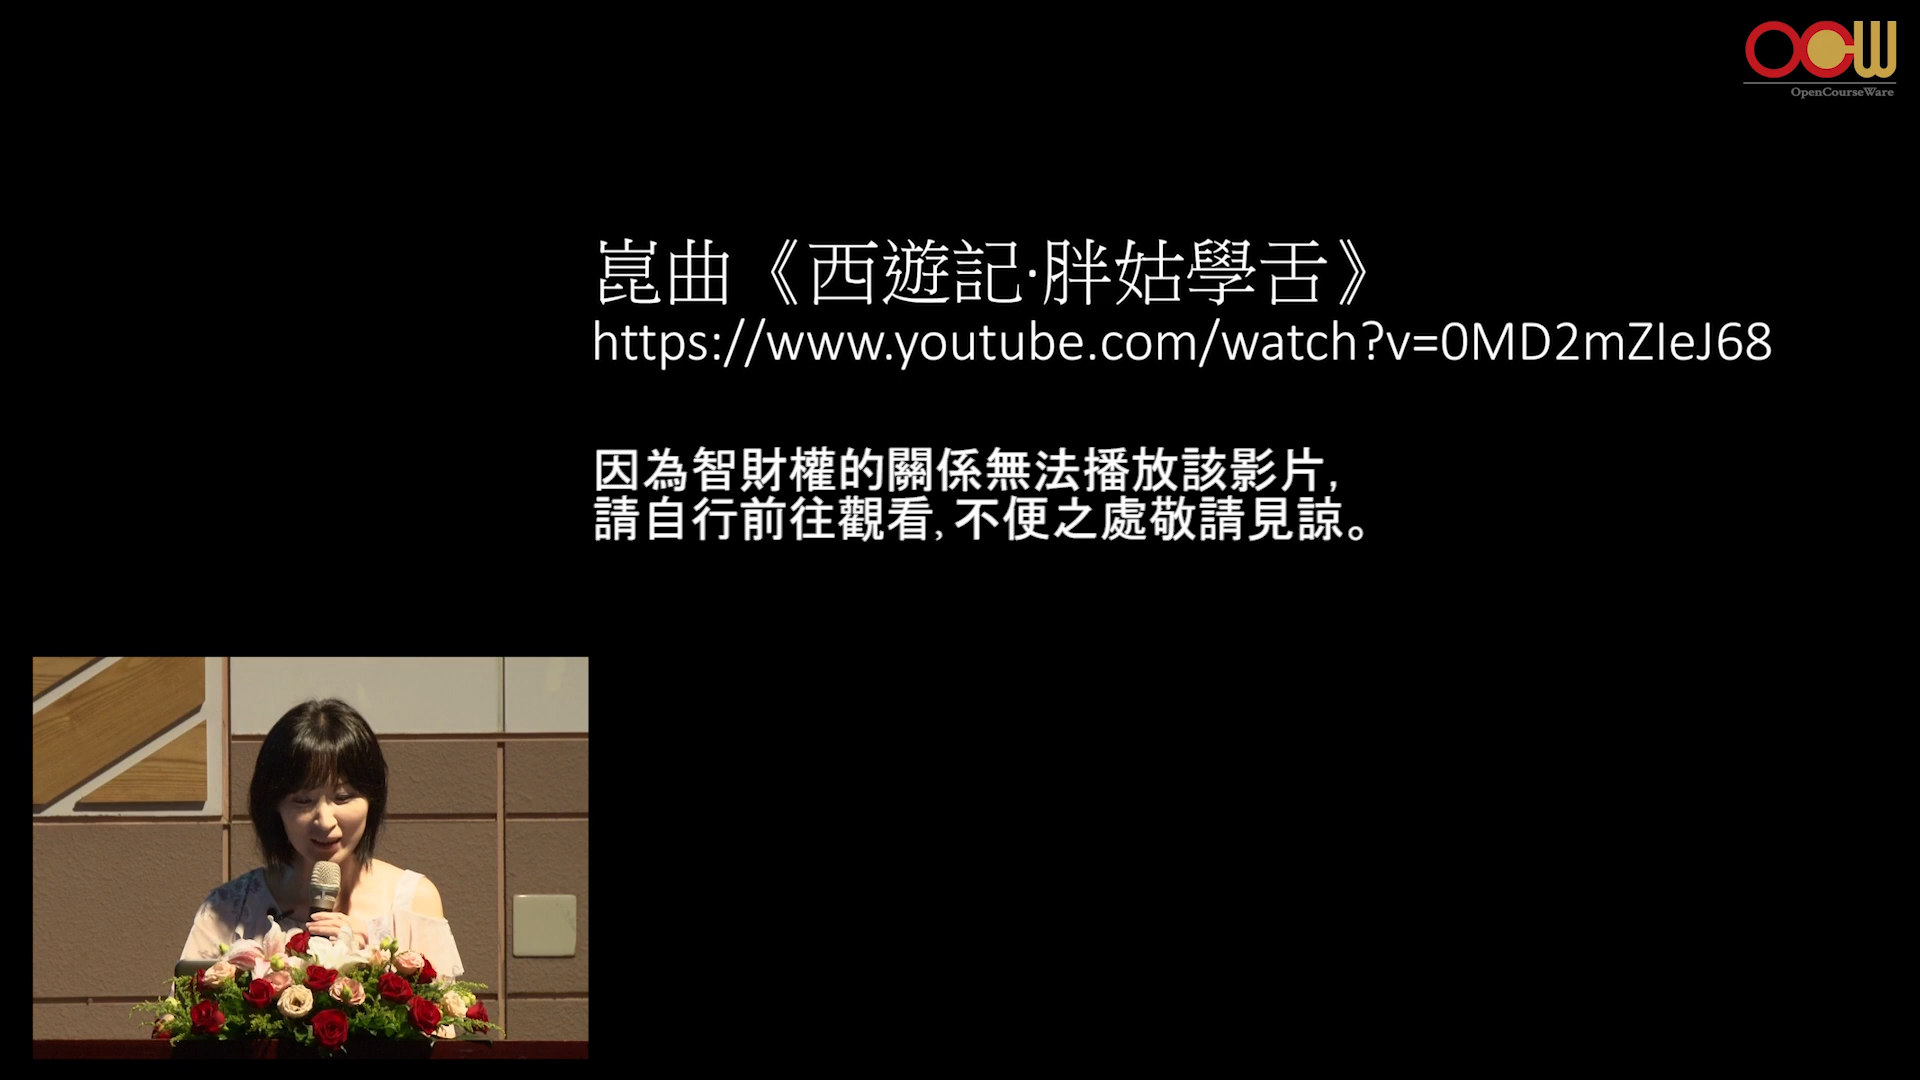 OCW
OpenCourseWare
崑曲《西遊記·胖姑學舌》
https://www.youtube.com/watch?v=0MD2mZIeJ68
因為智財權的關係無法播放該影片,
請自行前往觀看,不便之處敬請見諒。